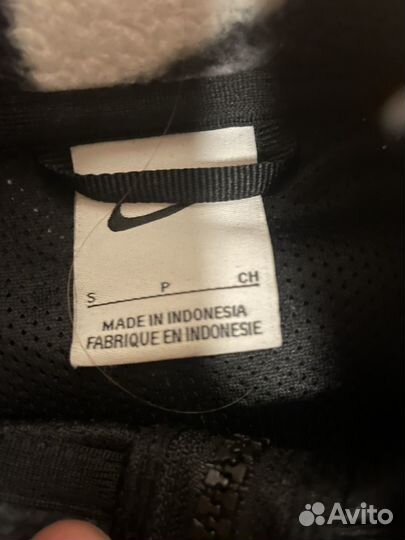 S P CH
MADE IN INDONESIA
FABRIQUE EN INDONESIE
Avito